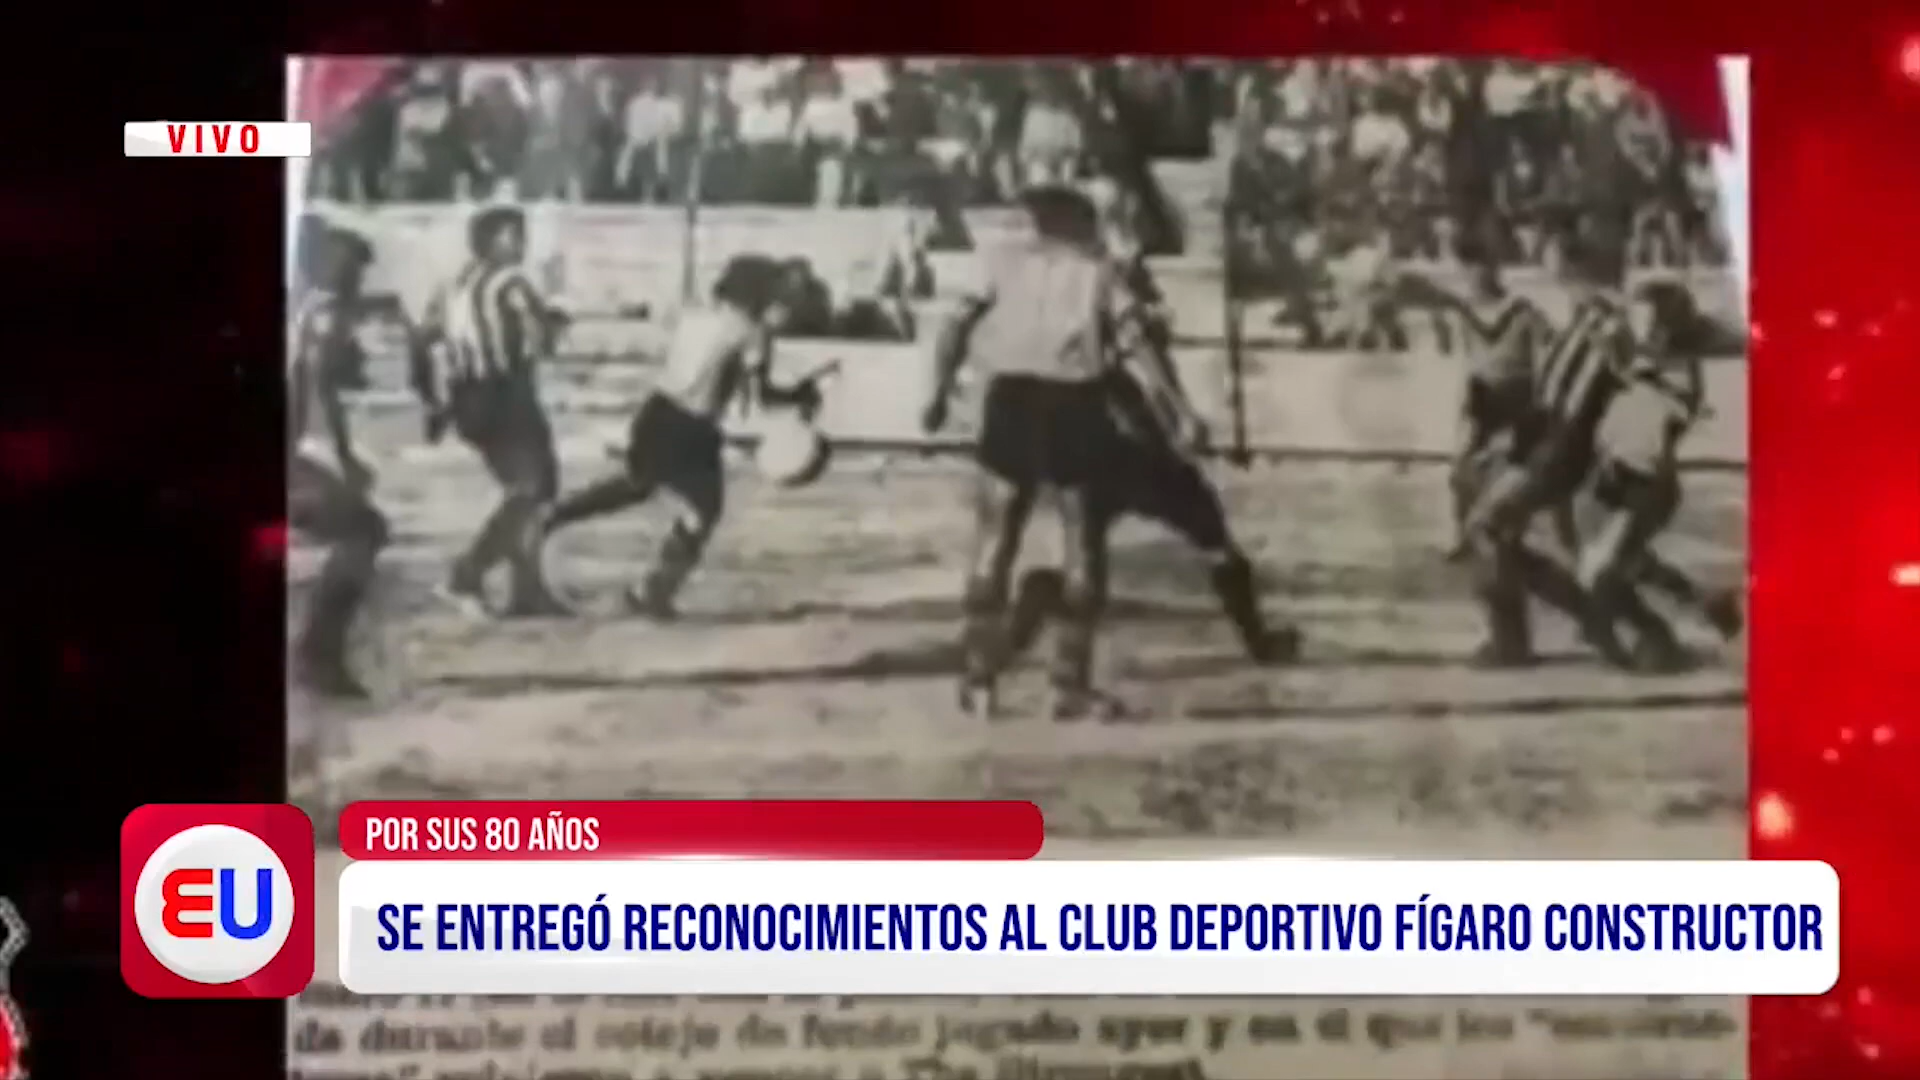 VIVO
POR SUS 80 AÑOS
EU
SE ENTREGÓ RECONOCIMIENTOS AL CLUB DEPORTIVO FÍGARO CONSTRUCTOR
da durante el cotejo de fondo jugado ayer y en el que los